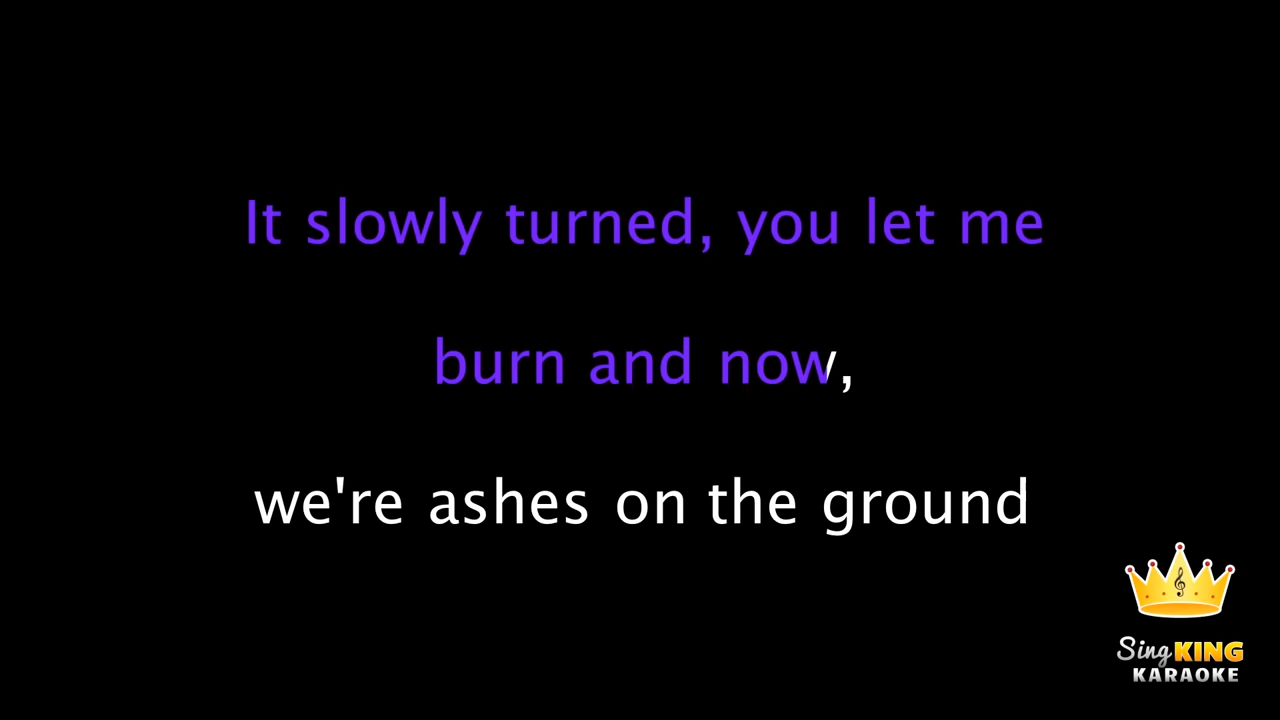 It slowly turned, you let me
burn and now,
we're ashes on the ground
Sing KING
KARAOKE